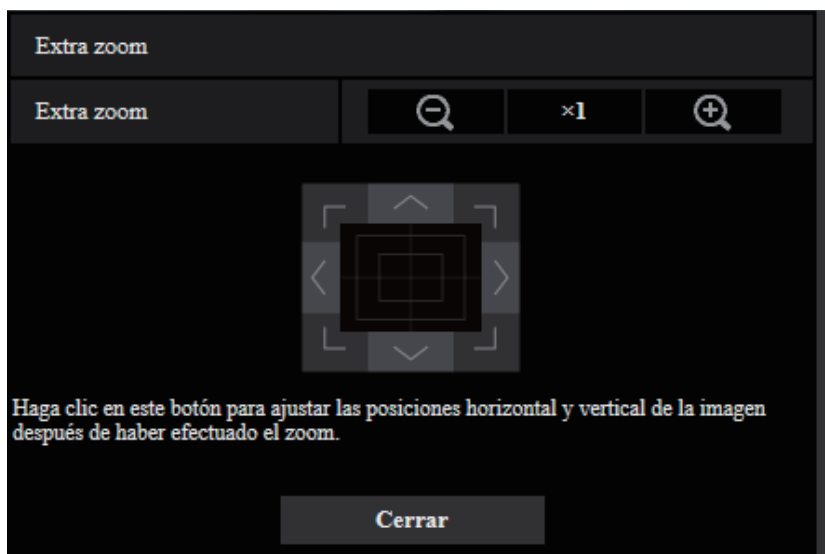 Extra zoom
Extra zoom ×1
Haga clic en este botón para ajustar las posiciones horizontal y vertical de la imagen
después de haber efectuado el zoom.
Cerrar